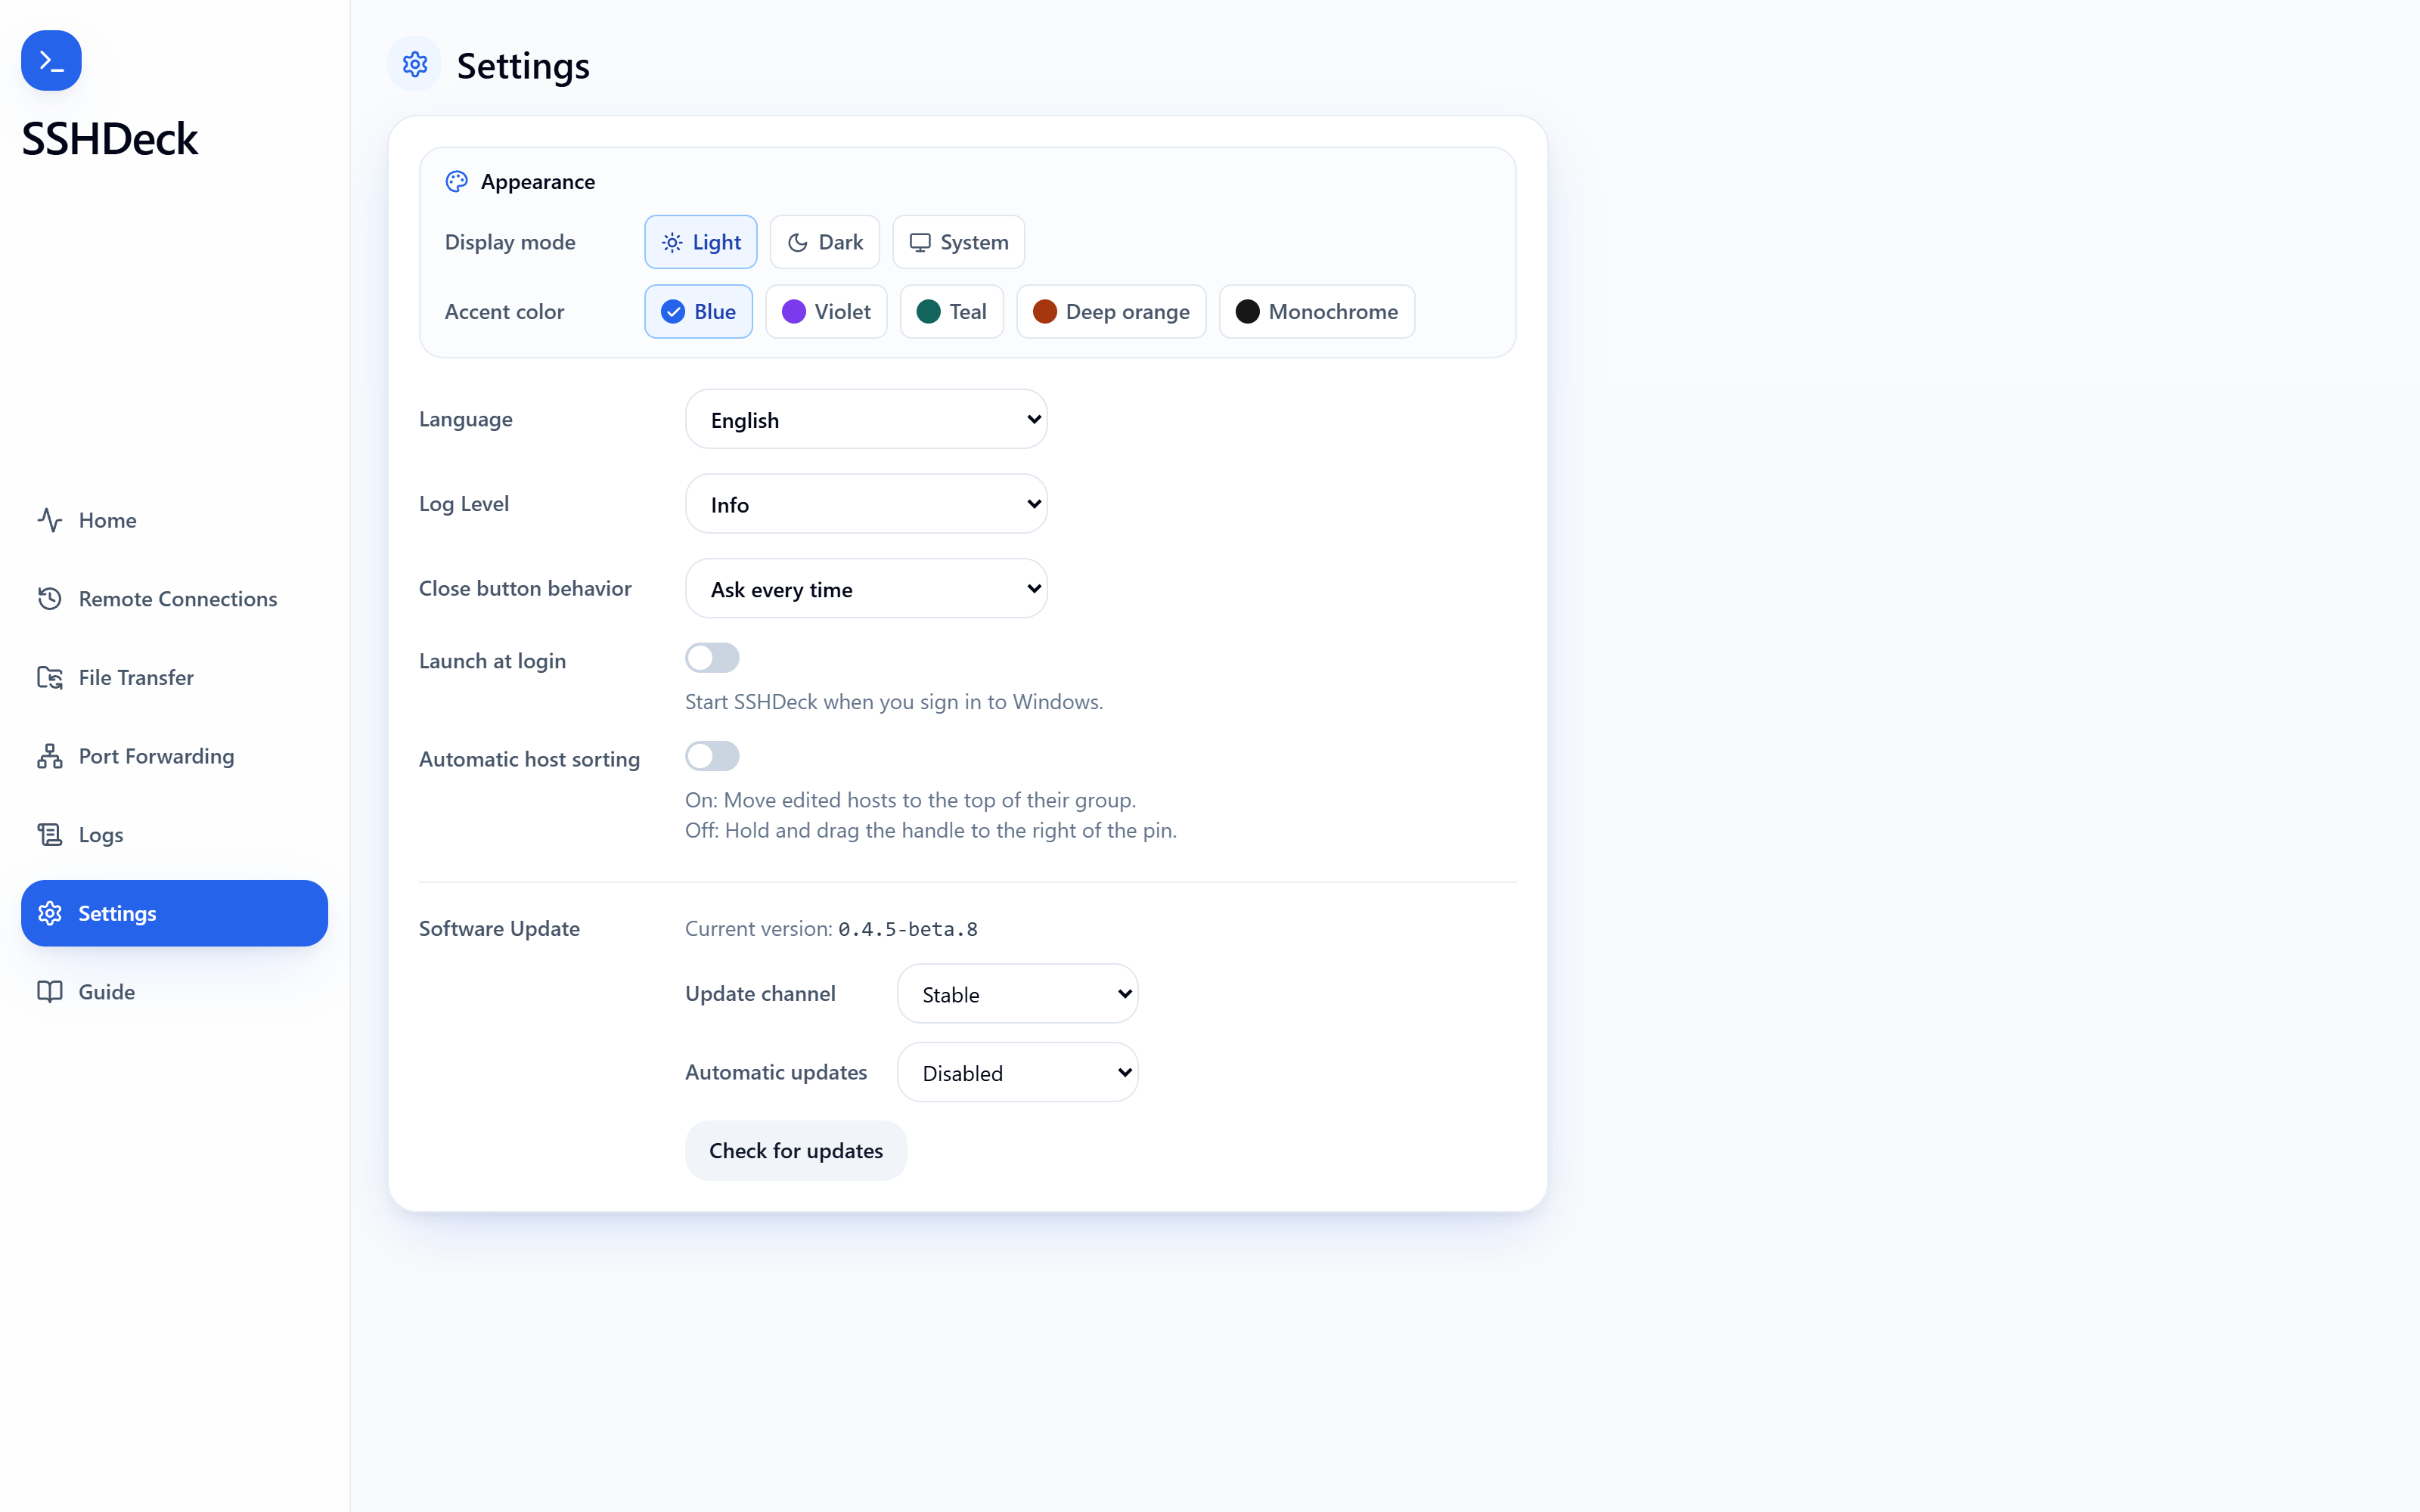 SSHDeck
Home
Remote Connections
File Transfer
Port Forwarding
Logs
Settings
Guide
Settings
Appearance
Display mode Light Dark System
Accent color Blue Violet Teal Deep orange Monochrome
Language English
Log Level Info
Close button behavior Ask every time
Launch at login
Start SSHDeck when you sign in to Windows.
Automatic host sorting
On: Move edited hosts to the top of their group.
Off: Hold and drag the handle to the right of the pin.
Software Update Current version: 0.4.5-beta.8
Update channel Stable
Automatic updates Disabled
Check for updates